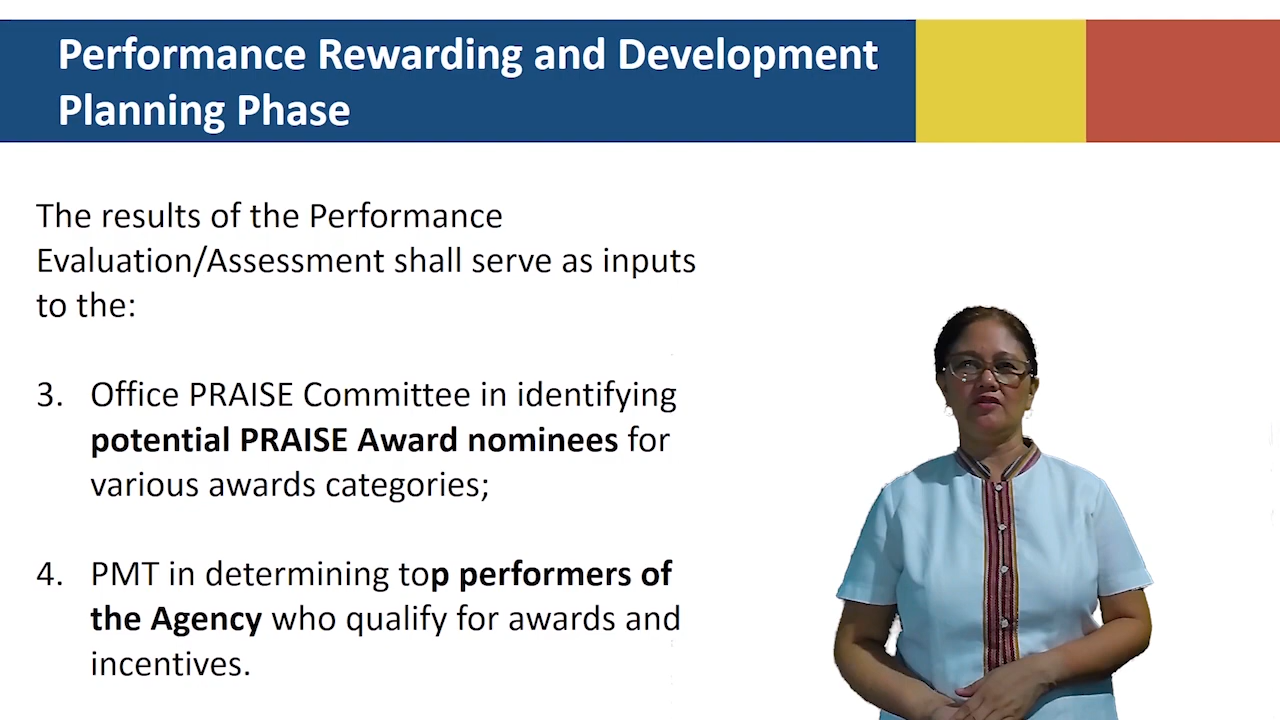 Performance Rewarding and Development
Planning Phase
The results of the Performance
Evaluation/Assessment shall serve as inputs
to the:
3. Office PRAISE Committee in identifying
potential PRAISE Award nominees for
various awards categories;
4. PMT in determining top performers of
the Agency who qualify for awards and
incentives.